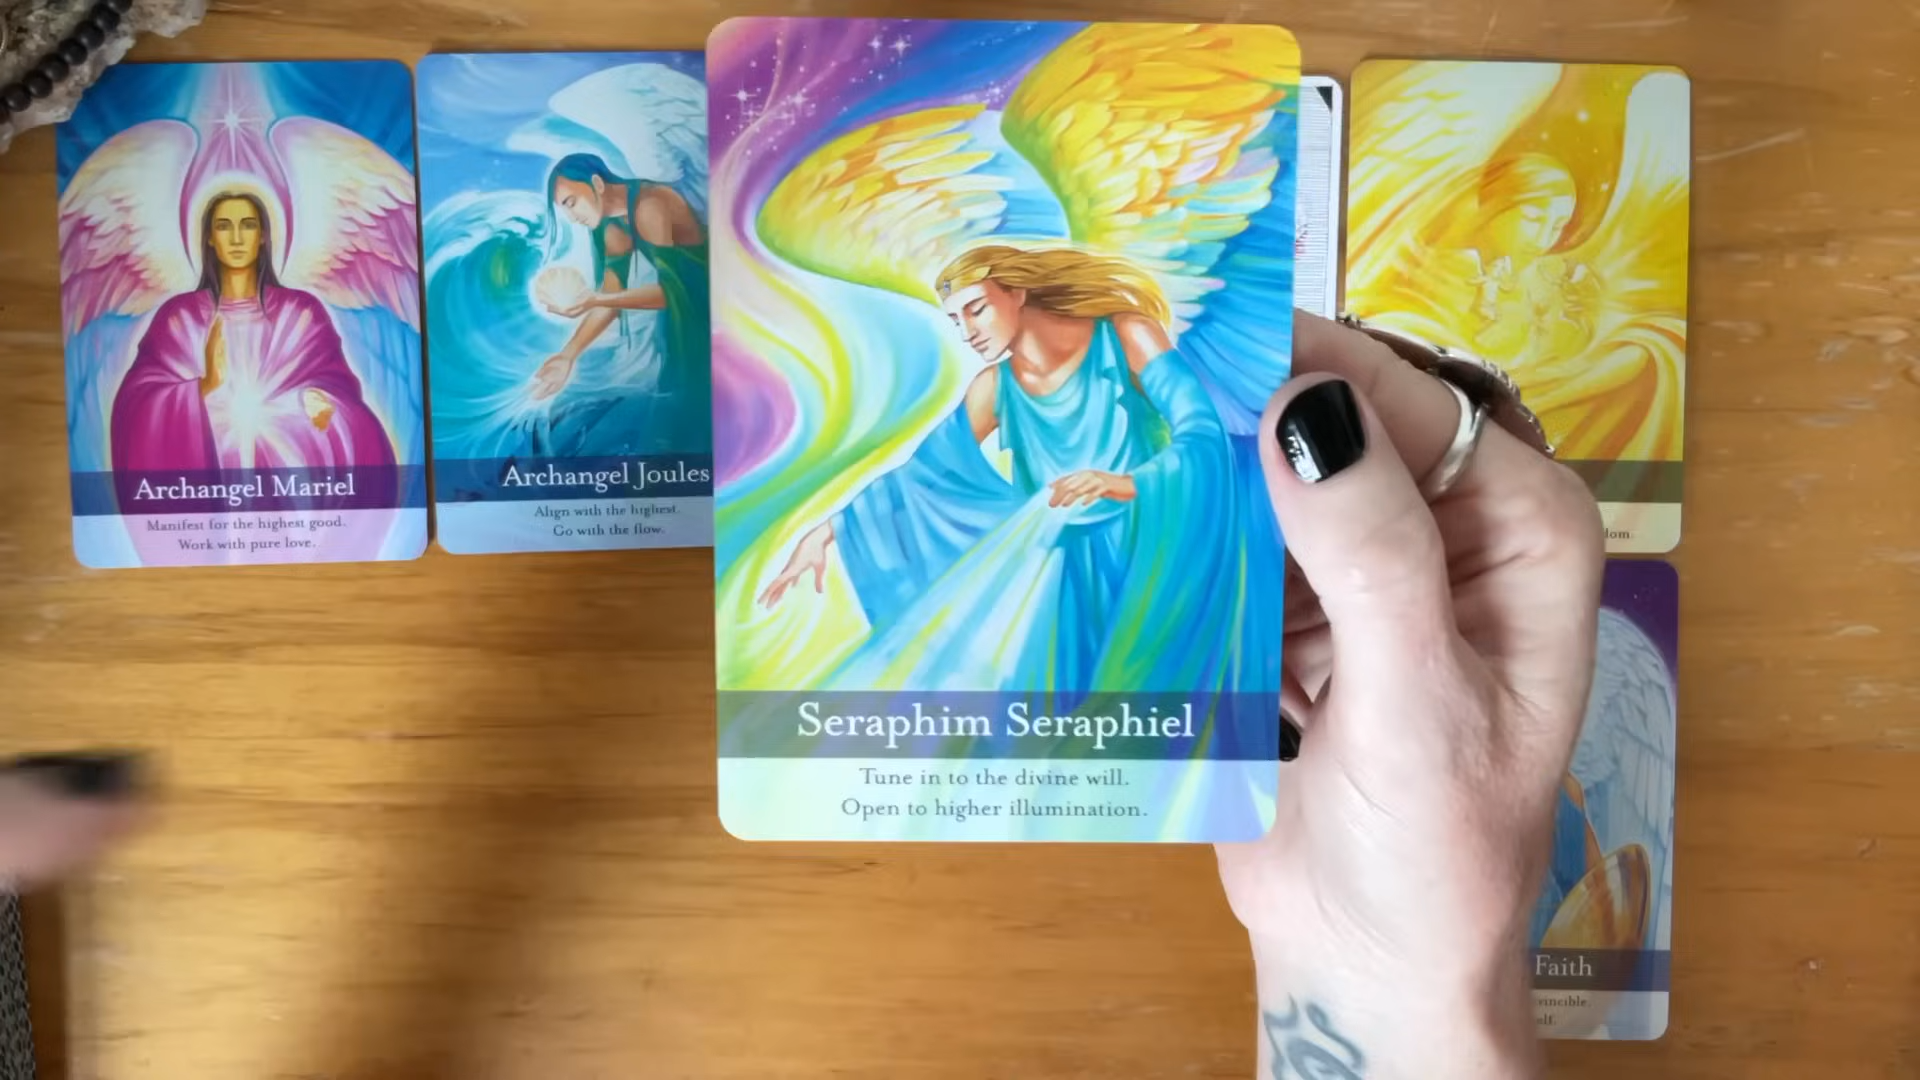 Archangel Mariel
Manifest for the highest good.
Work with pure love.
Archangel Joules
Align with the highest.
Go with the flow.
Seraphim Seraphiel
Tune in to the divine will.
Open to higher illumination.
Faith